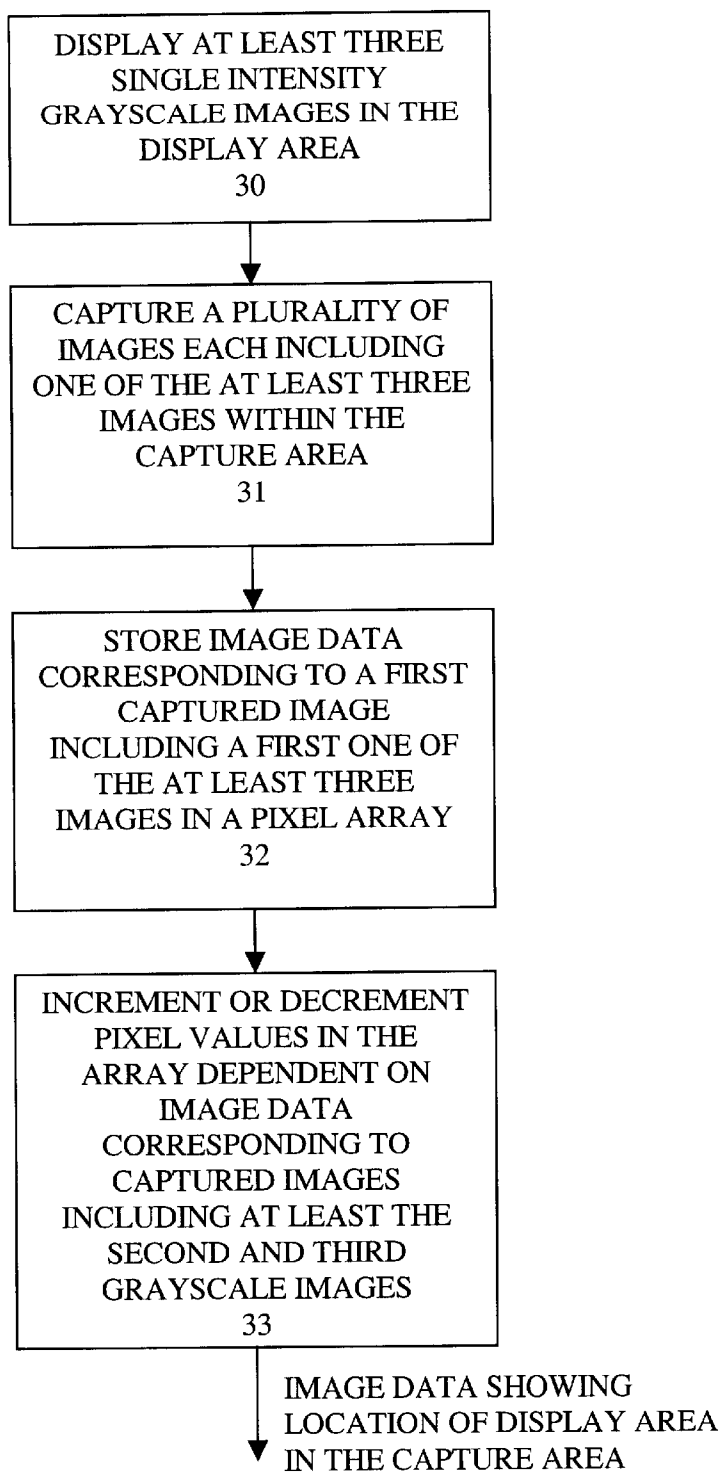 DISPLAY AT LEAST THREE
SINGLE INTENSITY
GRAYSCALE IMAGES IN THE
DISPLAY AREA
30
CAPTURE A PLURALITY OF
IMAGES EACH INCLUDING
ONE OF THE AT LEAST THREE
IMAGES WITHIN THE
CAPTURE AREA
31
STORE IMAGE DATA
CORRESPONDING TO A FIRST
CAPTURED IMAGE
INCLUDING A FIRST ONE OF
THE AT LEAST THREE
IMAGES IN A PIXEL ARRAY
32
INCREMENT OR DECREMENT
PIXEL VALUES IN THE
ARRAY DEPENDENT ON
IMAGE DATA
CORRESPONDING TO
CAPTURED IMAGES
INCLUDING AT LEAST THE
SECOND AND THIRD
GRAYSCALE IMAGES
33
IMAGE DATA SHOWING
LOCATION OF DISPLAY AREA
IN THE CAPTURE AREA